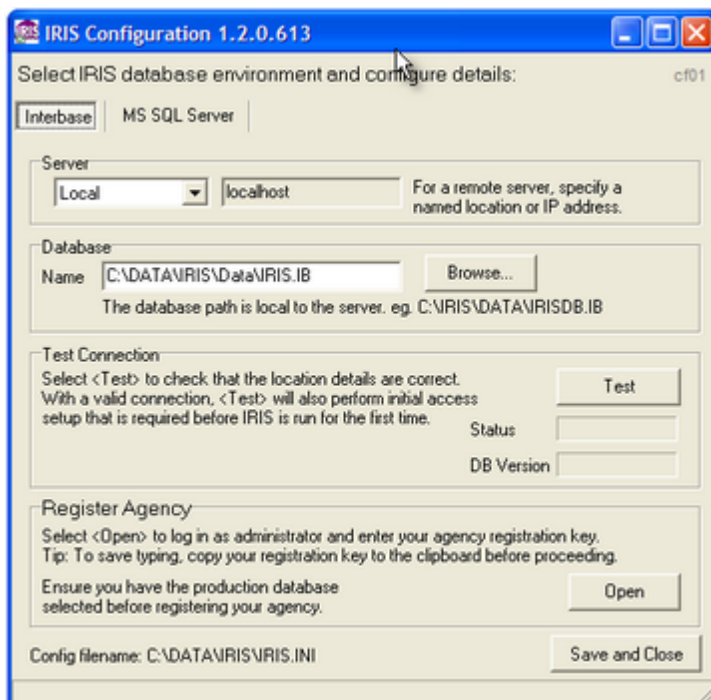 IRIS Configuration 1.2.0.613
Select IRIS database environment and configure details:
cf01
Interbase
MS SQL Server
Server
Local
localhost
For a remote server, specify a
named location or IP address.
Database
Name
C:\DATA\IRIS\Data\IRIS.IB
Browse...
The database path is local to the server. eg. C:\IRIS\DATA\IRISDB.IB
Test Connection
Select <Test> to check that the location details are correct.
With a valid connection, <Test> will also perform initial access
setup that is required before IRIS is run for the first time.
Test
Status
DB Version
Register Agency
Select <Open> to log in as administrator and enter your agency registration key.
Tip: To save typing, copy your registration key to the clipboard before proceeding.
Ensure you have the production database
selected before registering your agency.
Open
Config filename: C:\DATA\IRIS\IRIS.INI
Save and Close